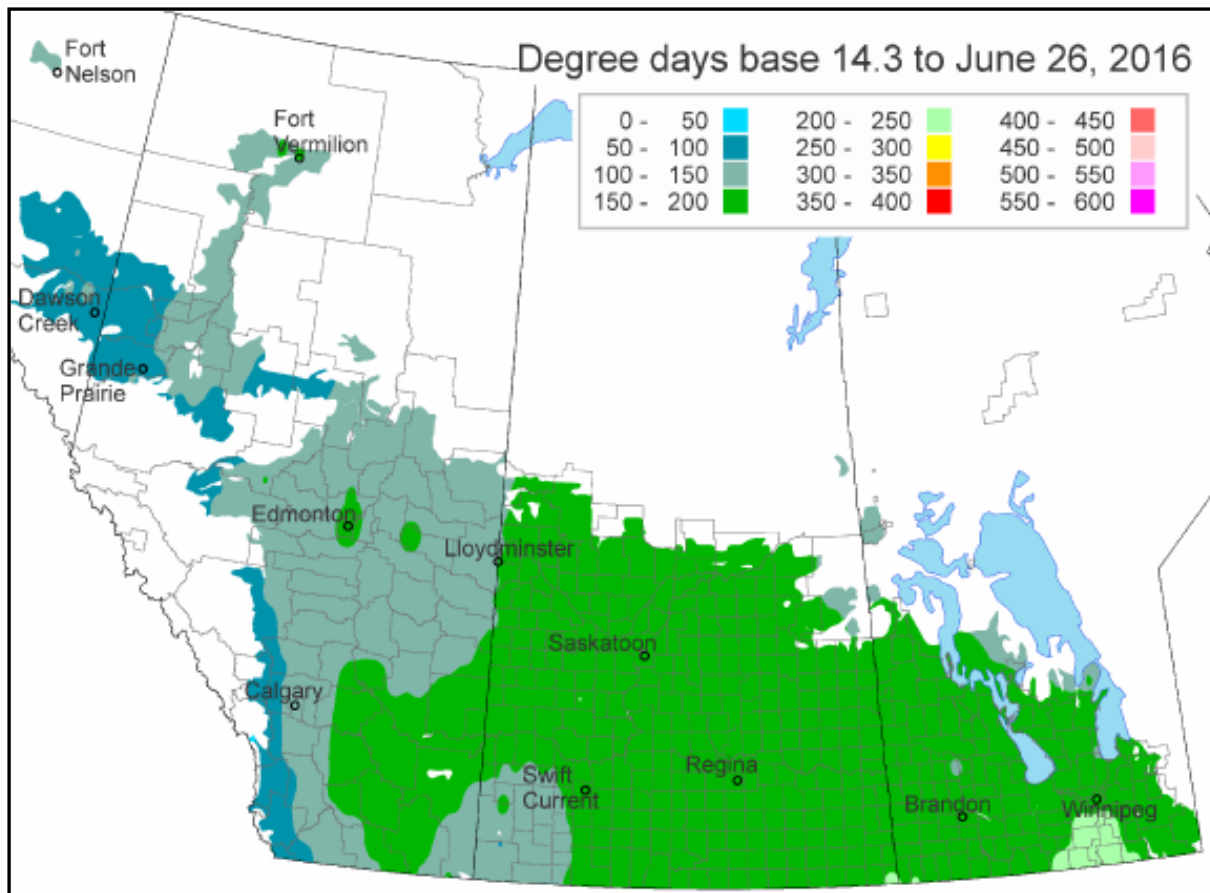 Degree days base 14.3 to June 26, 2016
0 - 50
50 - 100
100 - 150
150 - 200
200 - 250
250 - 300
300 - 350
350 - 400
400 - 450
450 - 500
500 - 550
550 - 600
Fort
Nelson
Fort
Vermilion
Dawson
Creek
Grande
Prairie
Edmonton
Lloydminster
Saskatoon
Calgary
Swift
Current
Regina
Brandon
Winnipeg